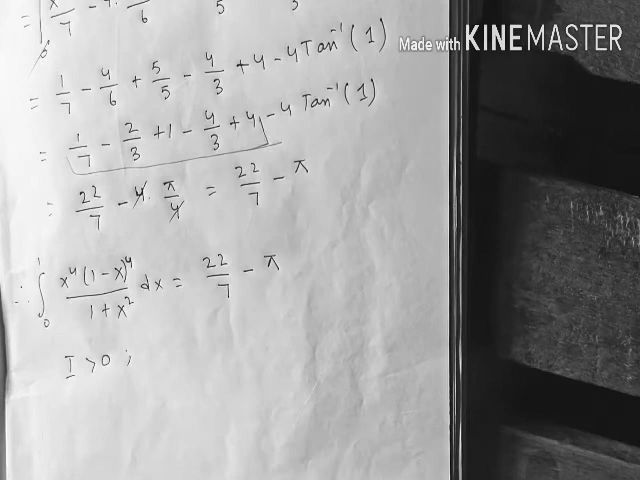 Made with KINEMASTER
= 1/7 - 4/6 + 5/5 - 4/3 + 4 - 4 Tan⁻¹(1)
= 1/7 - 2/3 + 1 - 4/3 + 4 - 4 Tan⁻¹(1)
= 22/7 - 4. π/4 = 22/7 - π
∴ ∫₀¹ x⁴(1-x)⁴/1+x² dx = 22/7 - π
I > 0 ;